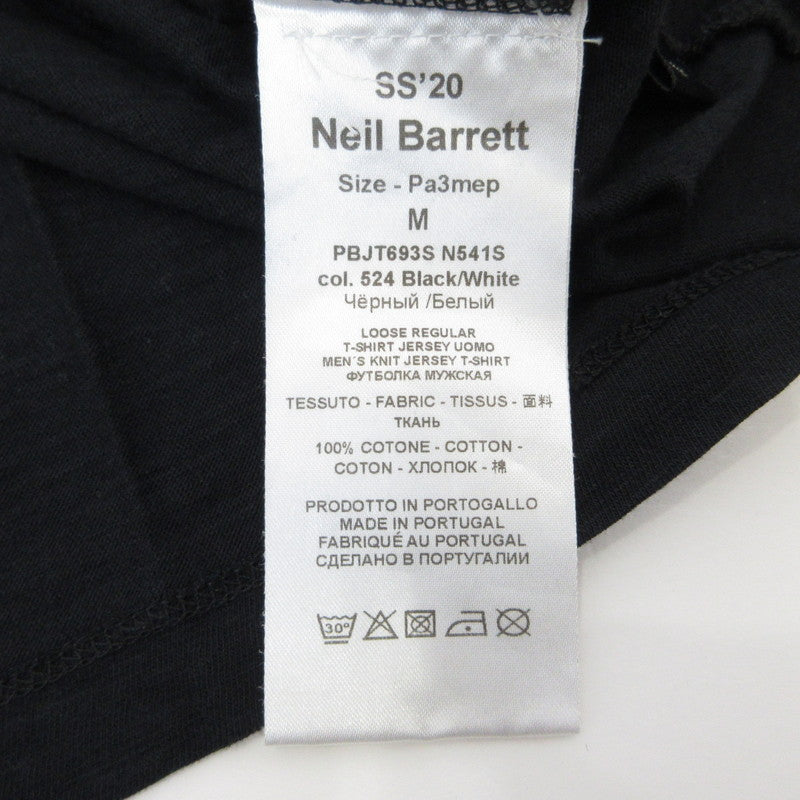 SS’20
Neil Barrett
Size - Pa3mep
M
PBJT693S N541S
col. 524 Black/White
Чёрный /Белый
LOOSE REGULAR
T-SHIRT JERSEY UOMO
MEN´S KNIT JERSEY T-SHIRT
ФУТБОЛКА МУЖСКАЯ
TESSUTO - FABRIC - TISSUS - 面料
ТКАНЬ
100% COTONE - COTTON -
COTON - ХЛОПОК - 棉
PRODOTTO IN PORTOGALLO
MADE IN PORTUGAL
FABRIQUÉ AU PORTUGAL
СДЕЛАНО В ПОРТУГАЛИИ
30°